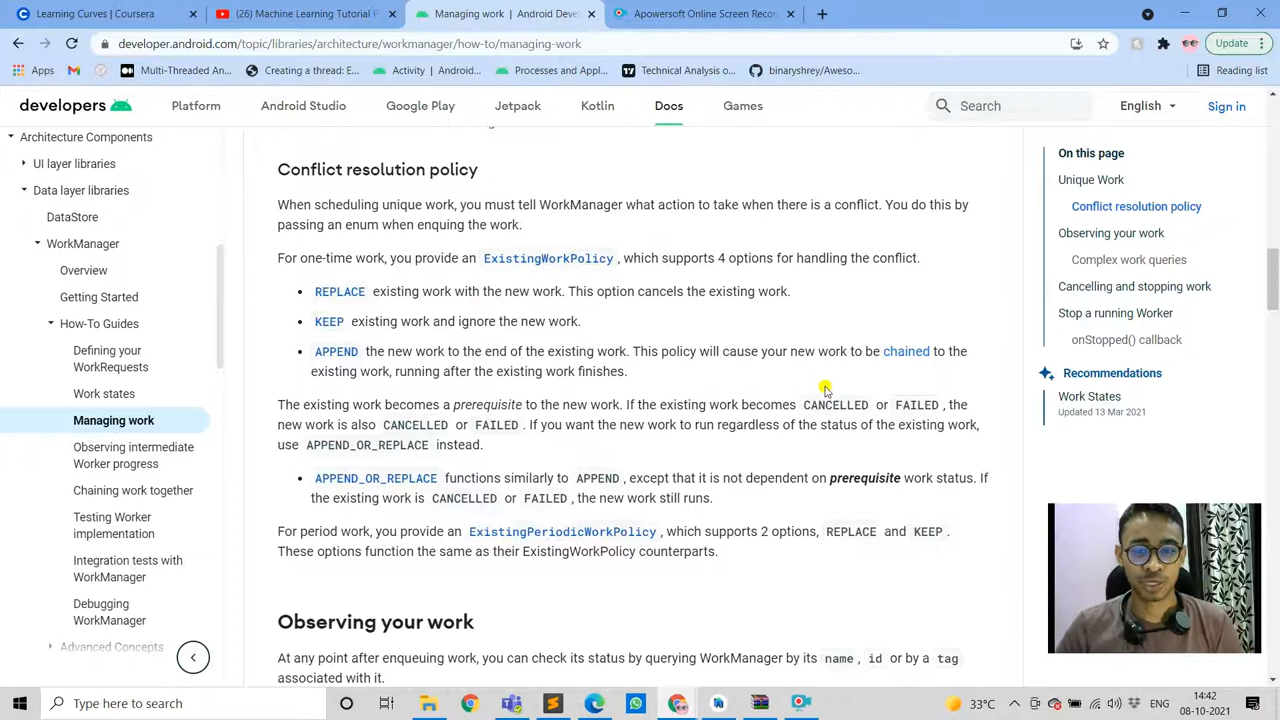 Learning Curves | Coursera
(26) Machine Learning Tutorial
Managing work | Android Deve
Apowersoft Online Screen Reco
developer.android.com/topic/libraries/architecture/workmanager/how-to/managing-work
Update
Apps
Multi-Threaded An...
Creating a thread: E...
Activity | Android...
Processes and App...
Technical Analysis o...
binaryshrey/Aweso...
Reading list
developers
Platform
Android Studio
Google Play
Jetpack
Kotlin
Docs
Games
Search
English
Sign in
Architecture Components
UI layer libraries
Data layer libraries
DataStore
WorkManager
Overview
Getting Started
How-To Guides
Defining your
WorkRequests
Work states
Managing work
Observing intermediate
Worker progress
Chaining work together
Testing Worker
implementation
Integration tests with
WorkManager
Debugging
WorkManager
Advanced Concepts
Conflict resolution policy
When scheduling unique work, you must tell WorkManager what action to take when there is a conflict. You do this by
passing an enum when enquing the work.
For one-time work, you provide an ExistingWorkPolicy, which supports 4 options for handling the conflict.
• REPLACE existing work with the new work. This option cancels the existing work.
• KEEP existing work and ignore the new work.
• APPEND the new work to the end of the existing work. This policy will cause your new work to be chained to the
existing work, running after the existing work finishes.
The existing work becomes a prerequisite to the new work. If the existing work becomes CANCELLED or FAILED, the
new work is also CANCELLED or FAILED. If you want the new work to run regardless of the status of the existing work,
use APPEND_OR_REPLACE instead.
• APPEND_OR_REPLACE functions similarly to APPEND, except that it is not dependent on prerequisite work status. If
the existing work is CANCELLED or FAILED, the new work still runs.
For period work, you provide an ExistingPeriodicWorkPolicy, which supports 2 options, REPLACE and KEEP.
These options function the same as their ExistingWorkPolicy counterparts.
Observing your work
At any point after enqueuing work, you can check its status by querying WorkManager by its name, id or by a tag
associated with it.
On this page
Unique Work
Conflict resolution policy
Observing your work
Complex work queries
Cancelling and stopping work
Stop a running Worker
onStopped() callback
Recommendations
Work States
Updated 13 Mar 2021
Type here to search
33°C
ENG
14:42
08-10-2021